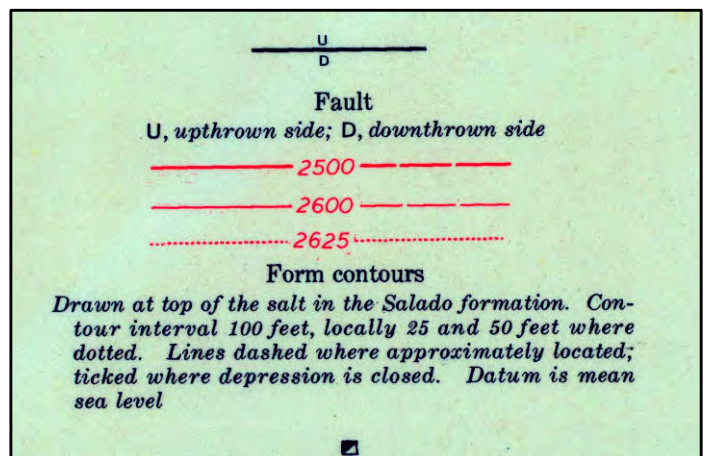 U
D
Fault
U, upthrown side; D, downthrown side
2500
2600
2625
Form contours
Drawn at top of the salt in the Salado formation. Con-
tour interval 100 feet, locally 25 and 50 feet where
dotted. Lines dashed where approximately located;
ticked where depression is closed. Datum is mean
sea level